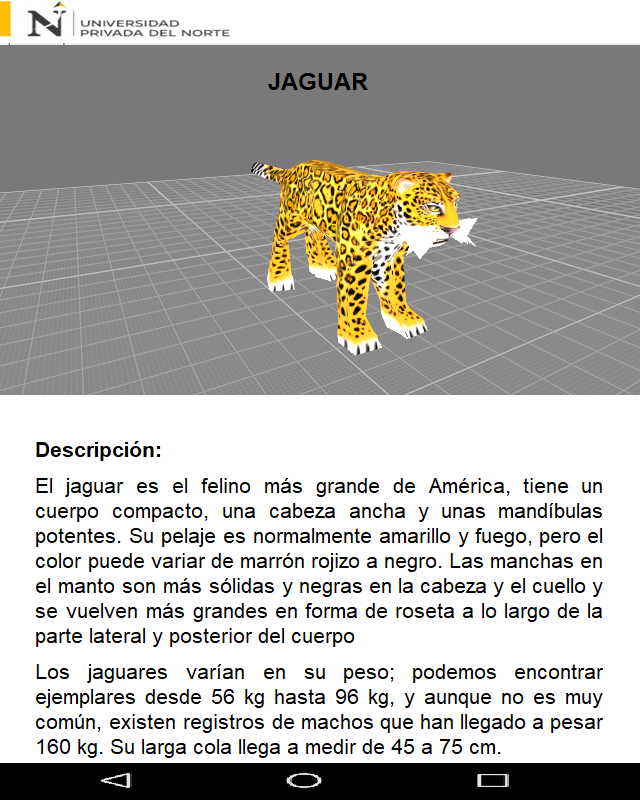 UNIVERSIDAD
PRIVADA DEL NORTE
JAGUAR
Descripción:
El jaguar es el felino más grande de América, tiene un
cuerpo compacto, una cabeza ancha y unas mandíbulas
potentes. Su pelaje es normalmente amarillo y fuego, pero el
color puede variar de marrón rojizo a negro. Las manchas en
el manto son más sólidas y negras en la cabeza y el cuello y
se vuelven más grandes en forma de roseta a lo largo de la
parte lateral y posterior del cuerpo
Los jaguares varían en su peso; podemos encontrar
ejemplares desde 56 kg hasta 96 kg, y aunque no es muy
común, existen registros de machos que han llegado a pesar
160 kg. Su larga cola llega a medir de 45 a 75 cm.